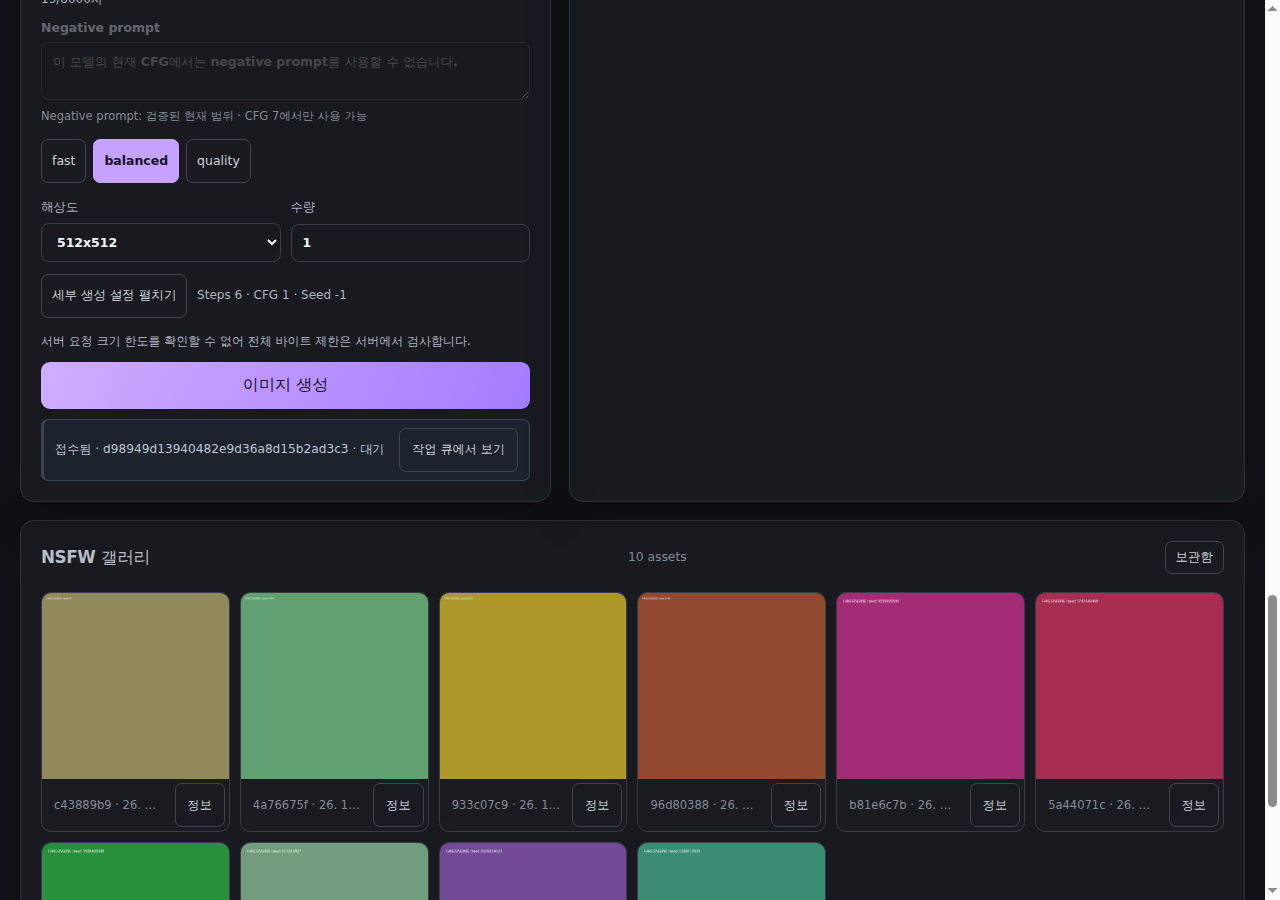 Negative prompt
이 모델의 현재 CFG에서는 negative prompt를 사용할 수 없습니다.
Negative prompt: 검증된 현재 범위 · CFG 7에서만 사용 가능
fast
balanced
quality
해상도
수량
512x512
1
세부 생성 설정 펼치기
Steps 6 · CFG 1 · Seed -1
서버 요청 크기 한도를 확인할 수 없어 전체 바이트 제한은 서버에서 검사합니다.
이미지 생성
접수됨 · d98949d13940482e9d36a8d15b2ad3c3 · 대기
작업 큐에서 보기
NSFW 갤러리
10 assets
보관함
c43889b9 · 26. ...
정보
4a76675f · 26. 1...
정보
933c07c9 · 26. 1...
정보
96d80388 · 26. ...
정보
b81e6c7b · 26. ...
정보
5a44071c · 26. ...
정보